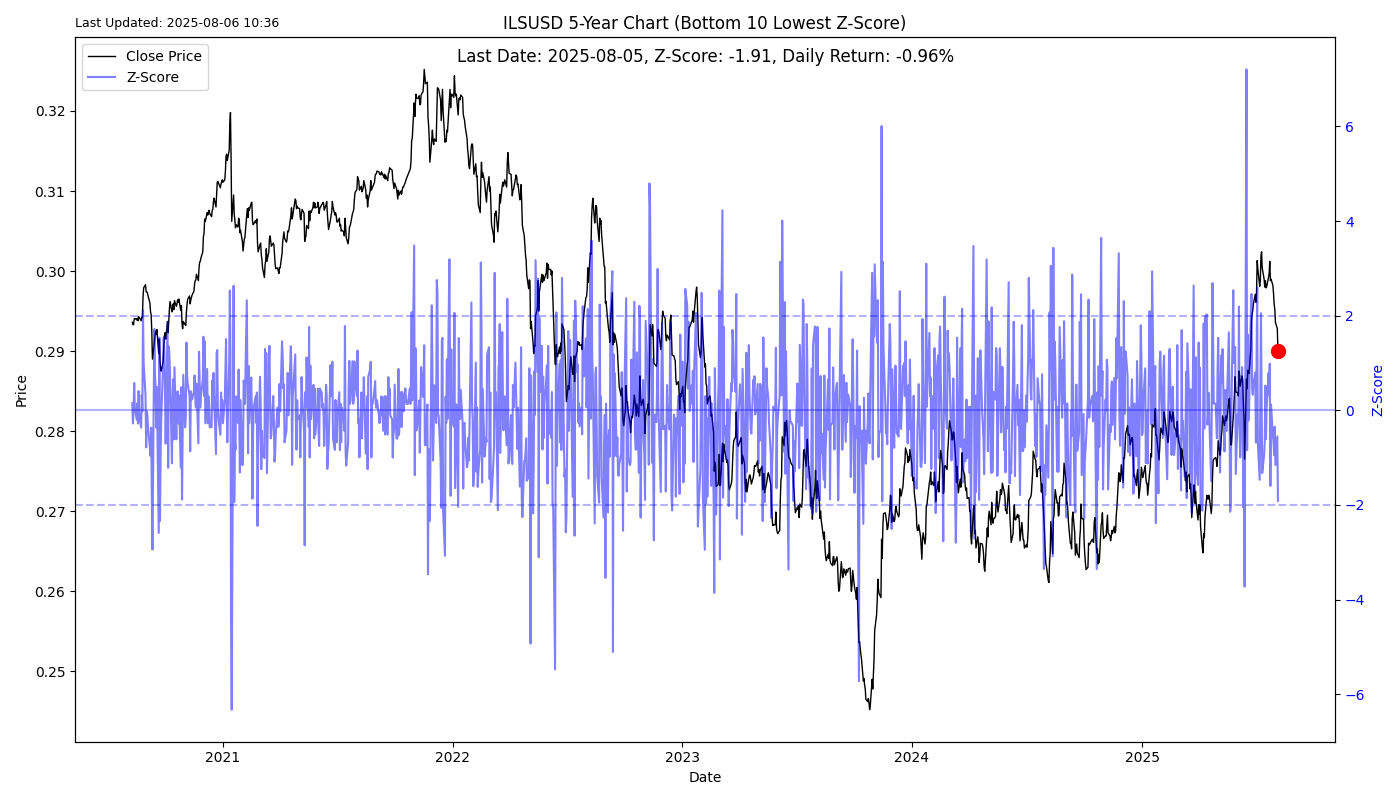 Last Updated: 2025-08-06 10:36
ILSUSD 5-Year Chart (Bottom 10 Lowest Z-Score)
Last Date: 2025-08-05, Z-Score: -1.91, Daily Return: -0.96%
Close Price
Z-Score
0.32
0.31
0.30
0.29
0.28
0.27
0.26
0.25
Price
6
4
2
0
−2
−4
−6
Z-Score
2021
2022
2023
2024
2025
Date